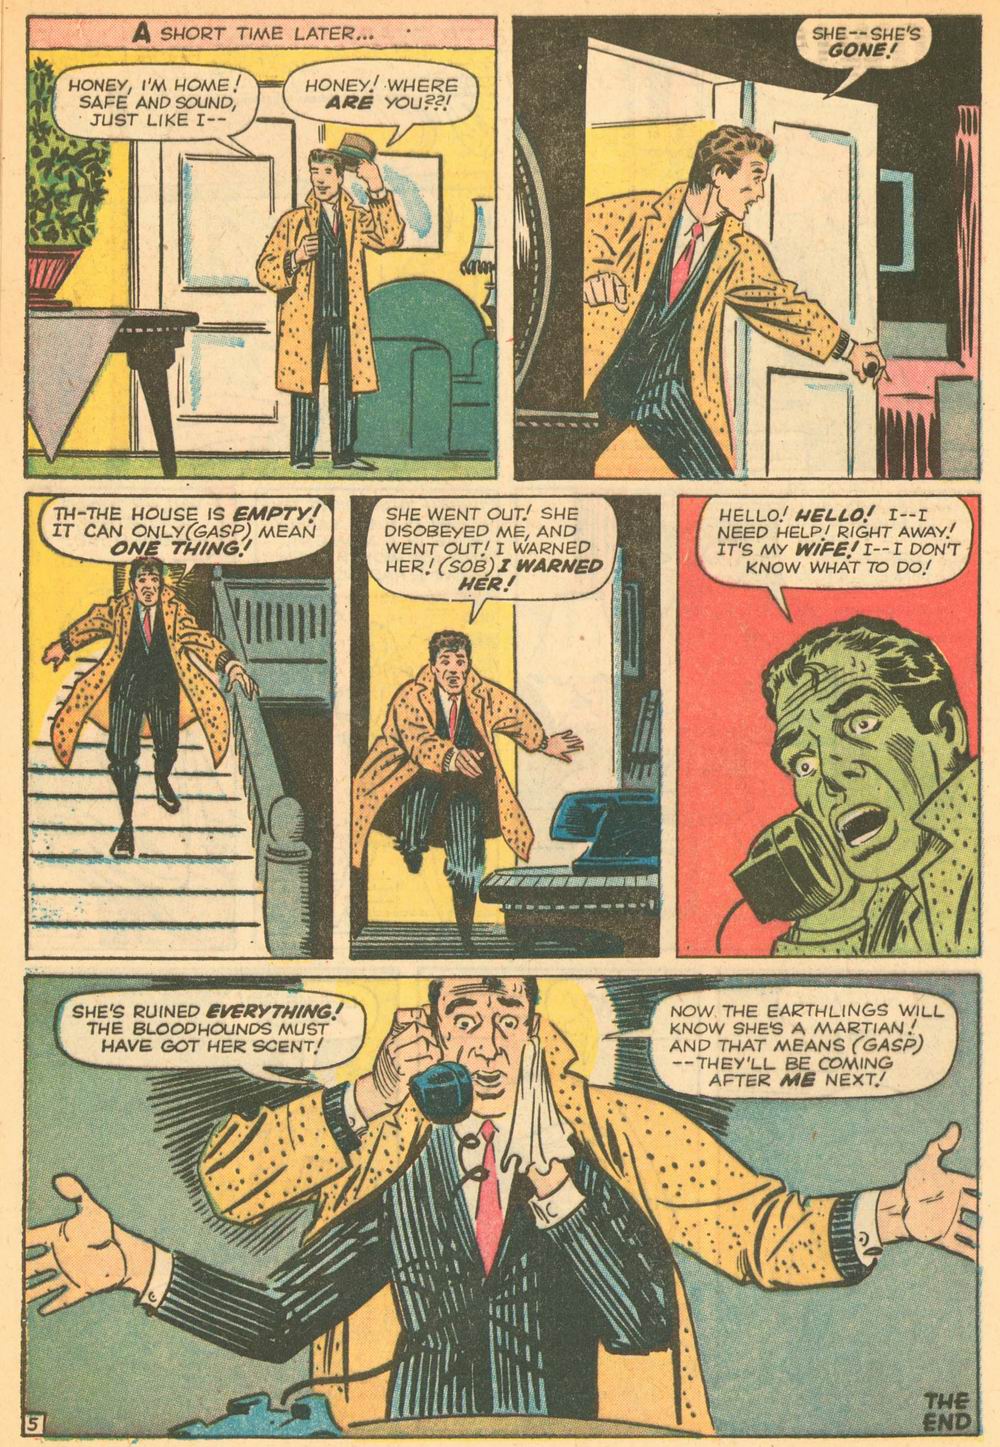 A SHORT TIME LATER...
HONEY, I'M HOME!
SAFE AND SOUND,
JUST LIKE I--
HONEY! WHERE
ARE YOU??!
SHE--SHE'S
GONE!
TH-THE HOUSE IS EMPTY!
IT CAN ONLY (GASP) MEAN
ONE THING!
SHE WENT OUT! SHE
DISOBEYED ME, AND
WENT OUT! I WARNED
HER! (SOB) I WARNED
HER!
HELLO! HELLO! I--I
NEED HELP! RIGHT AWAY!
IT'S MY WIFE! I--I DON'T
KNOW WHAT TO DO!
SHE'S RUINED EVERYTHING!
THE BLOODHOUNDS MUST
HAVE GOT HER SCENT!
NOW THE EARTHLINGS WILL
KNOW SHE'S A MARTIAN!
AND THAT MEANS (GASP)
--THEY'LL BE COMING
AFTER ME NEXT!
5
THE
END